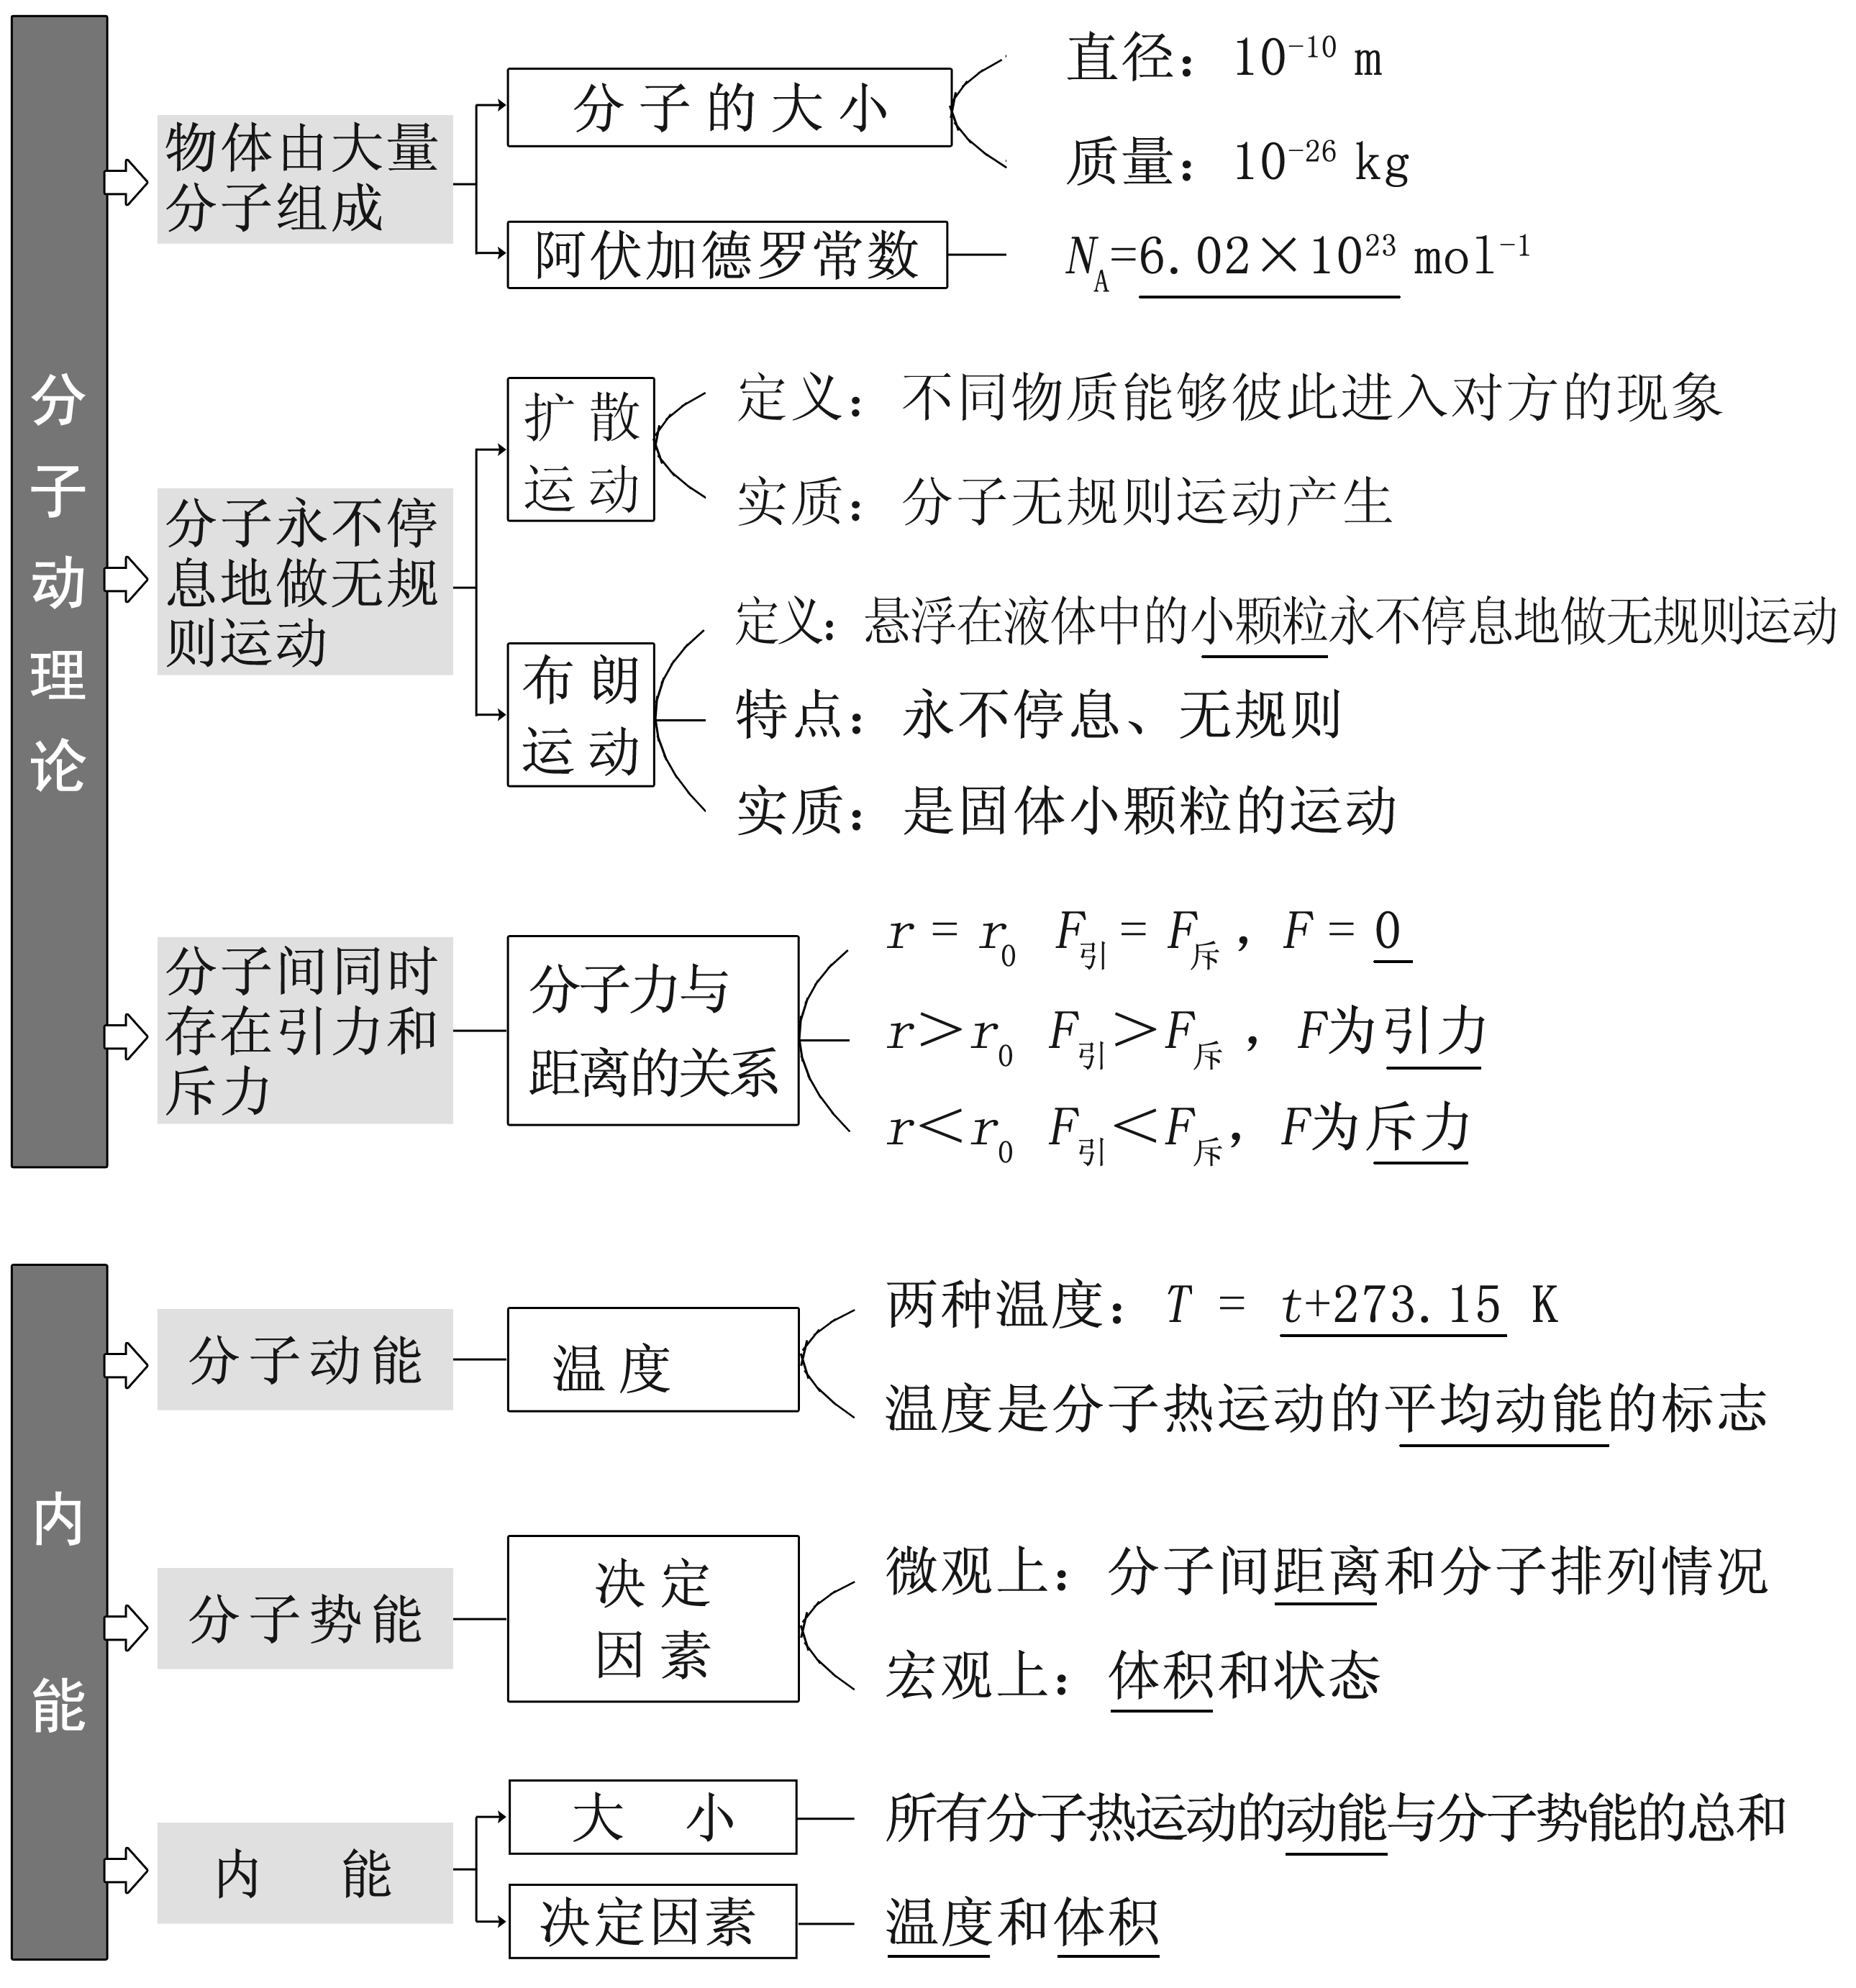 分子动理论
物体由大量
分子组成
分子的大小
直径：10⁻¹⁰ m
质量：10⁻²⁶ kg
阿伏加德罗常数
N_A=6.02×10²³ mol⁻¹
分子永不停
息地做无规
则运动
扩散
运动
定义：不同物质能够彼此进入对方的现象
实质：分子无规则运动产生
布朗
运动
定义：悬浮在液体中的小颗粒永不停息地做无规则运动
特点：永不停息、无规则
实质：是固体小颗粒的运动
分子间同时
存在引力和
斥力
分子力与
距离的关系
r = r₀ F引 = F斥，F = 0
r＞r₀ F引＞F斥，F为引力
r＜r₀ F引＜F斥，F为斥力
内能
分子动能
温度
两种温度：T = t+273.15 K
温度是分子热运动的平均动能的标志
分子势能
决定
因素
微观上：分子间距离和分子排列情况
宏观上：体积和状态
内能
大小
所有分子热运动的动能与分子势能的总和
决定因素
温度和体积